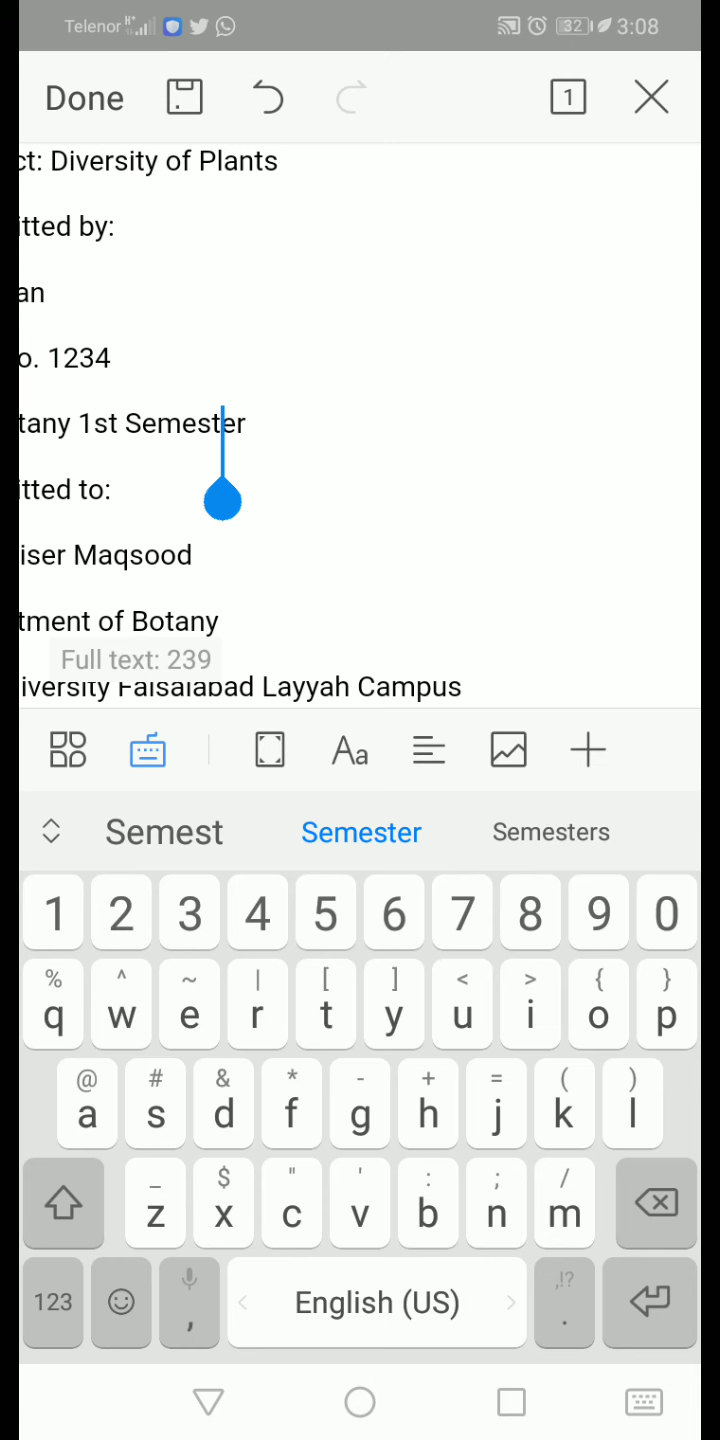 Telenor H+ 32 3:08
Done 1
ct: Diversity of Plants
itted by:
an
o. 1234
tany 1st Semester
itted to:
iser Maqsood
tment of Botany
Full text: 239
iversity Faisalabad Layyah Campus
Aa
Semest Semester Semesters
1 2 3 4 5 6 7 8 9 0
% ^ ~ | [ ] < > { }
q w e r t y u i o p
@ # & * - + = ( )
a s d f g h j k l
_ $ " ' : ; /
z x c v b n m
,!?
123 , English (US) .